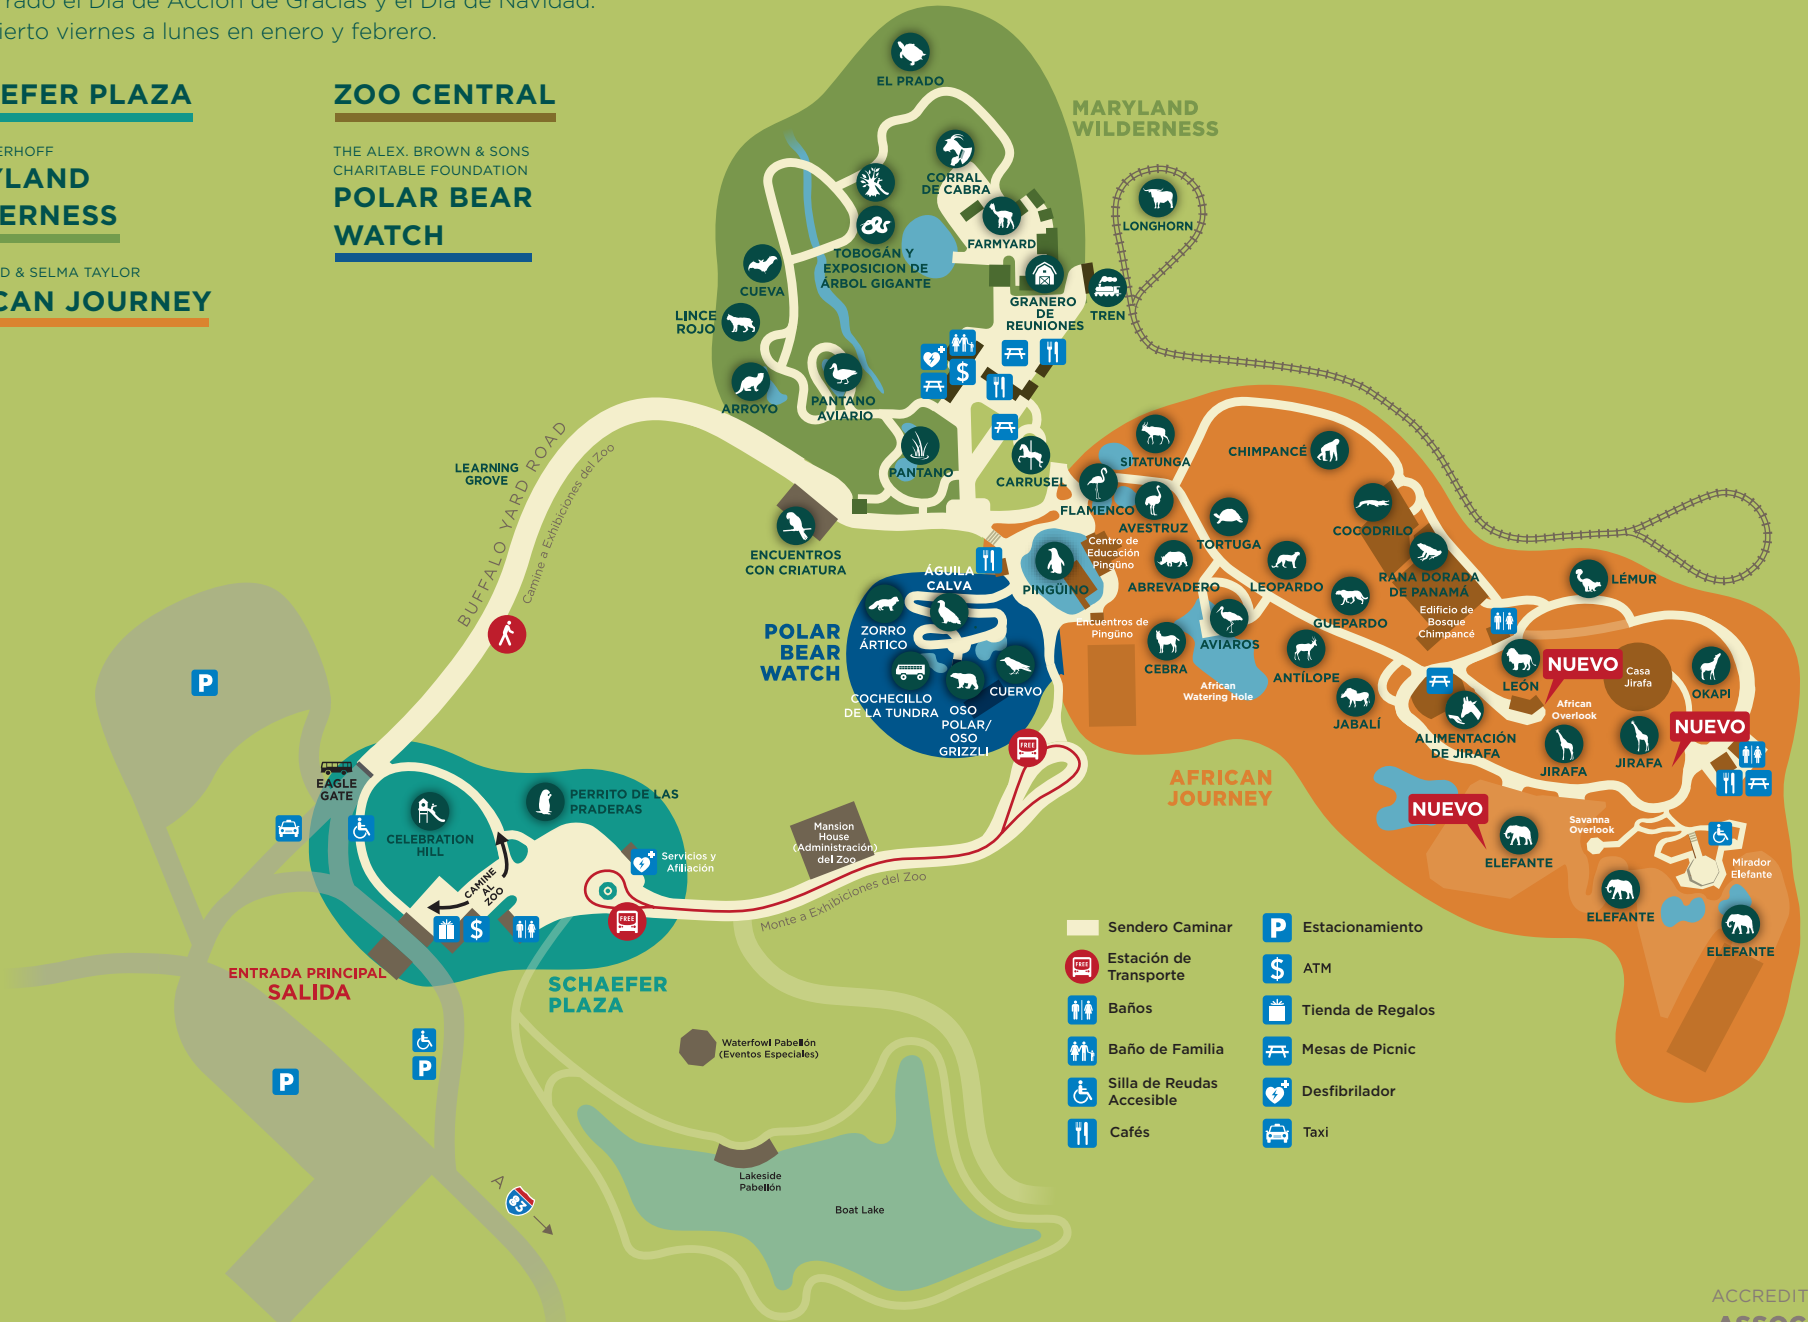 rado el Día de Acción de Gracias y el Día de Navidad.
ierto viernes a lunes en enero y febrero.
EFER PLAZA
ERHOFF
YLAND
ERNESS
D & SELMA TAYLOR
CAN JOURNEY
ZOO CENTRAL
THE ALEX. BROWN & SONS
CHARITABLE FOUNDATION
POLAR BEAR
WATCH
EL PRADO
MARYLAND
WILDERNESS
CORRAL
DE CABRA
FARMYARD
LONGHORN
TOBOGÁN Y
EXPOSICION DE
ÁRBOL GIGANTE
CUEVA
GRANERO
DE
REUNIONES
TREN
LINCE
ROJO
ARROYO
PANTANO
AVIARIO
PANTANO
CARRUSEL
LEARNING
GROVE
BUFFALO YARD ROAD
Camine a Exhibiciones del Zoo
ENCUENTROS
CON CRIATURA
SITATUNGA
CHIMPANCÉ
FLAMENCO
AVESTRUZ
TORTUGA
COCODRILO
Centro de
Educación
Pingüno
PINGÜINO
ABREVADERO
LEOPARDO
RANA DORADA
DE PANAMÁ
LÉMUR
GUEPARDO
Edificio de
Bosque
Chimpancé
Encuentros de
Pingüno
CEBRA
AVIAROS
ANTÍLOPE
African
Watering Hole
JABALÍ
LEÓN
NUEVO
Casa
Jirafa
OKAPI
African
Overlook
ALIMENTACIÓN
DE JIRAFA
JIRAFA
JIRAFA
NUEVO
AFRICAN
JOURNEY
NUEVO
ELEFANTE
Savanna
Overlook
Mirador
Elefante
ELEFANTE
ELEFANTE
POLAR
BEAR
WATCH
ÁGUILA
CALVA
ZORRO
ÁRTICO
COCHECILLO
DE LA TUNDRA
OSO
POLAR/
OSO
GRIZZLI
CUERVO
FREE
EAGLE
GATE
CELEBRATION
HILL
PERRITO DE LAS
PRADERAS
Servicios y
Afiliación
CAMINE
AL
ZOO
FREE
Mansion
House
(Administración)
del Zoo
Monte a Exhibiciones del Zoo
ENTRADA PRINCIPAL
SALIDA
SCHAEFER
PLAZA
P
P
P
$
$
Waterfowl Pabellón
(Eventos Especiales)
Lakeside
Pabellón
Boat Lake
A
83
Sendero Caminar
FREE
Estación de
Transporte
Baños
Baño de Familia
Silla de Reudas
Accesible
Cafés
P
Estacionamiento
$
ATM
Tienda de Regalos
Mesas de Picnic
Desfibrilador
Taxi
ACCREDIT